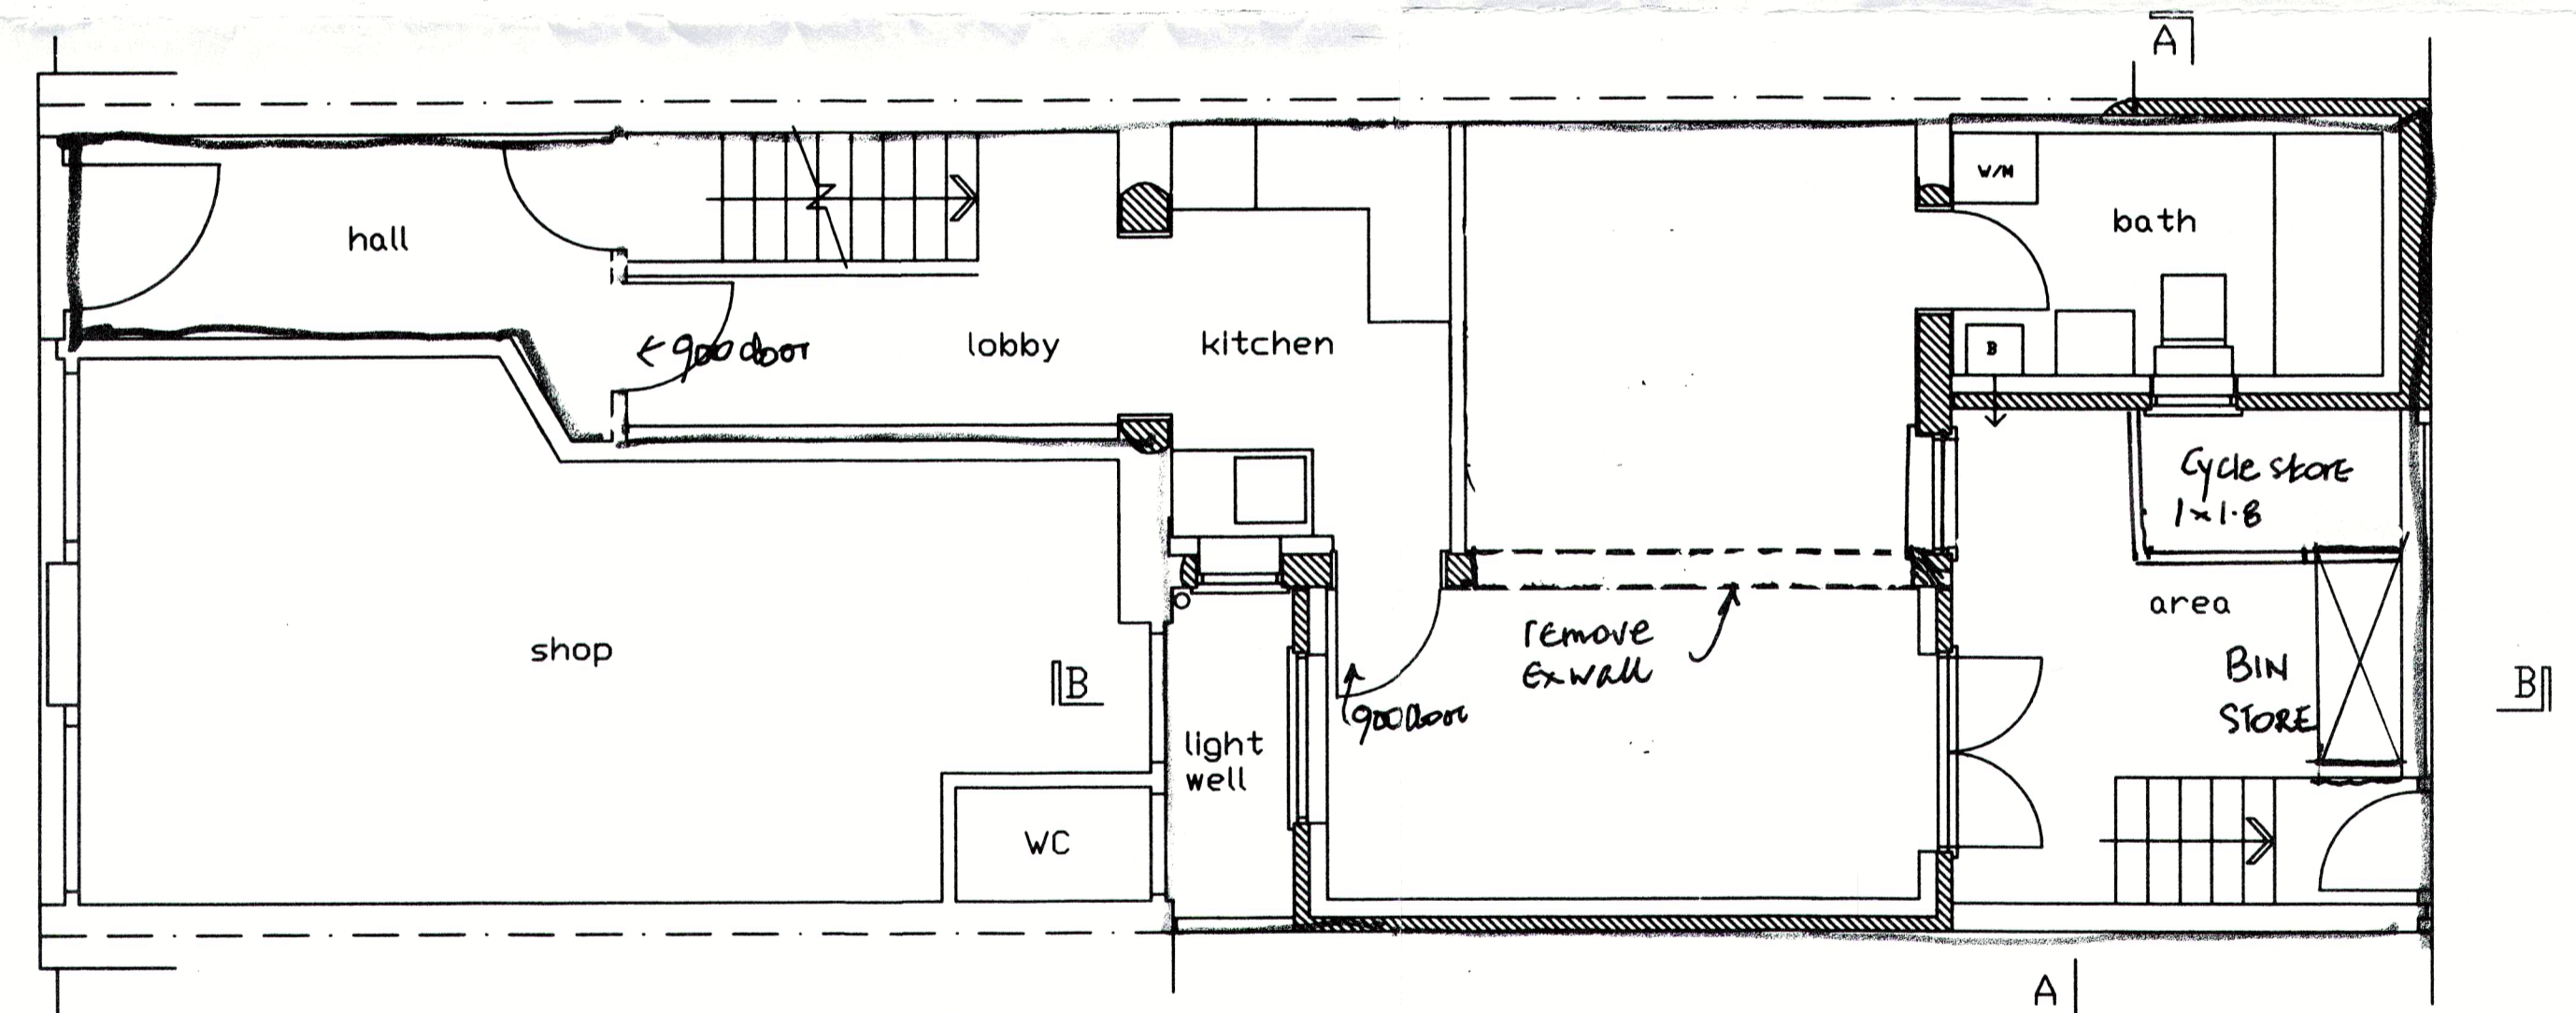 A
W/M
bath
hall
← 900 door
lobby
kitchen
B
Cycle store
1 x 1.8
area
remove
Ex wall
shop
BIN
STORE
B
B
900 door
light
well
WC
A